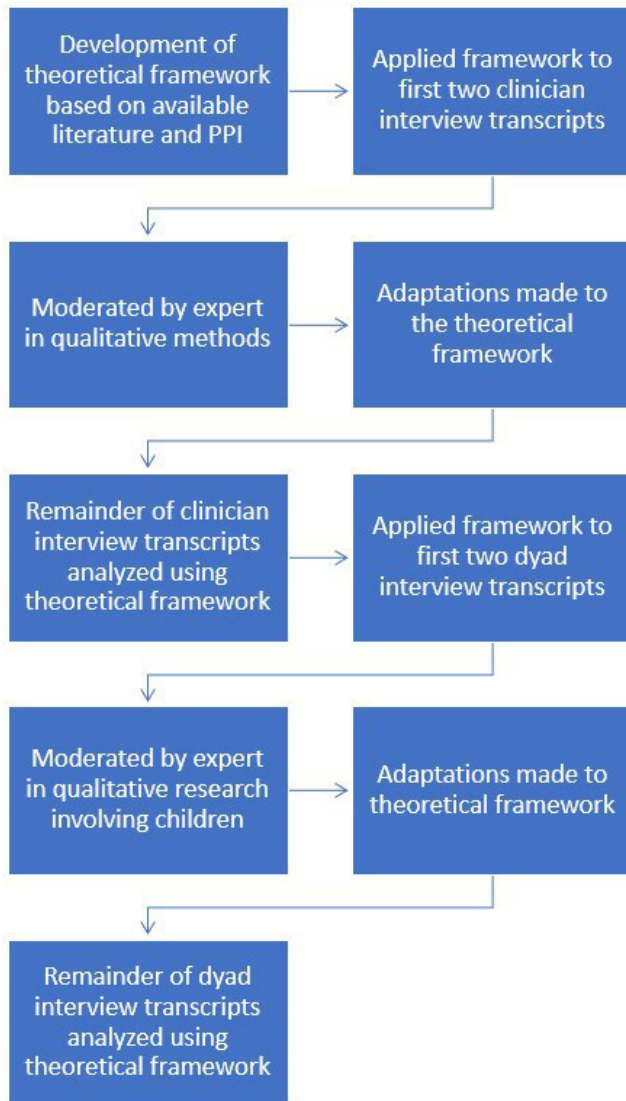 Development of
theoretical framework
based on available
literature and PPI
Applied framework to
first two clinician
interview transcripts
Moderated by expert
in qualitative methods
Adaptations made to
the theoretical
framework
Remainder of clinician
interview transcripts
analyzed using
theoretical framework
Applied framework to
first two dyad
interview transcripts
Moderated by expert
in qualitative research
involving children
Adaptations made to
theoretical framework
Remainder of dyad
interview transcripts
analyzed using
theoretical framework